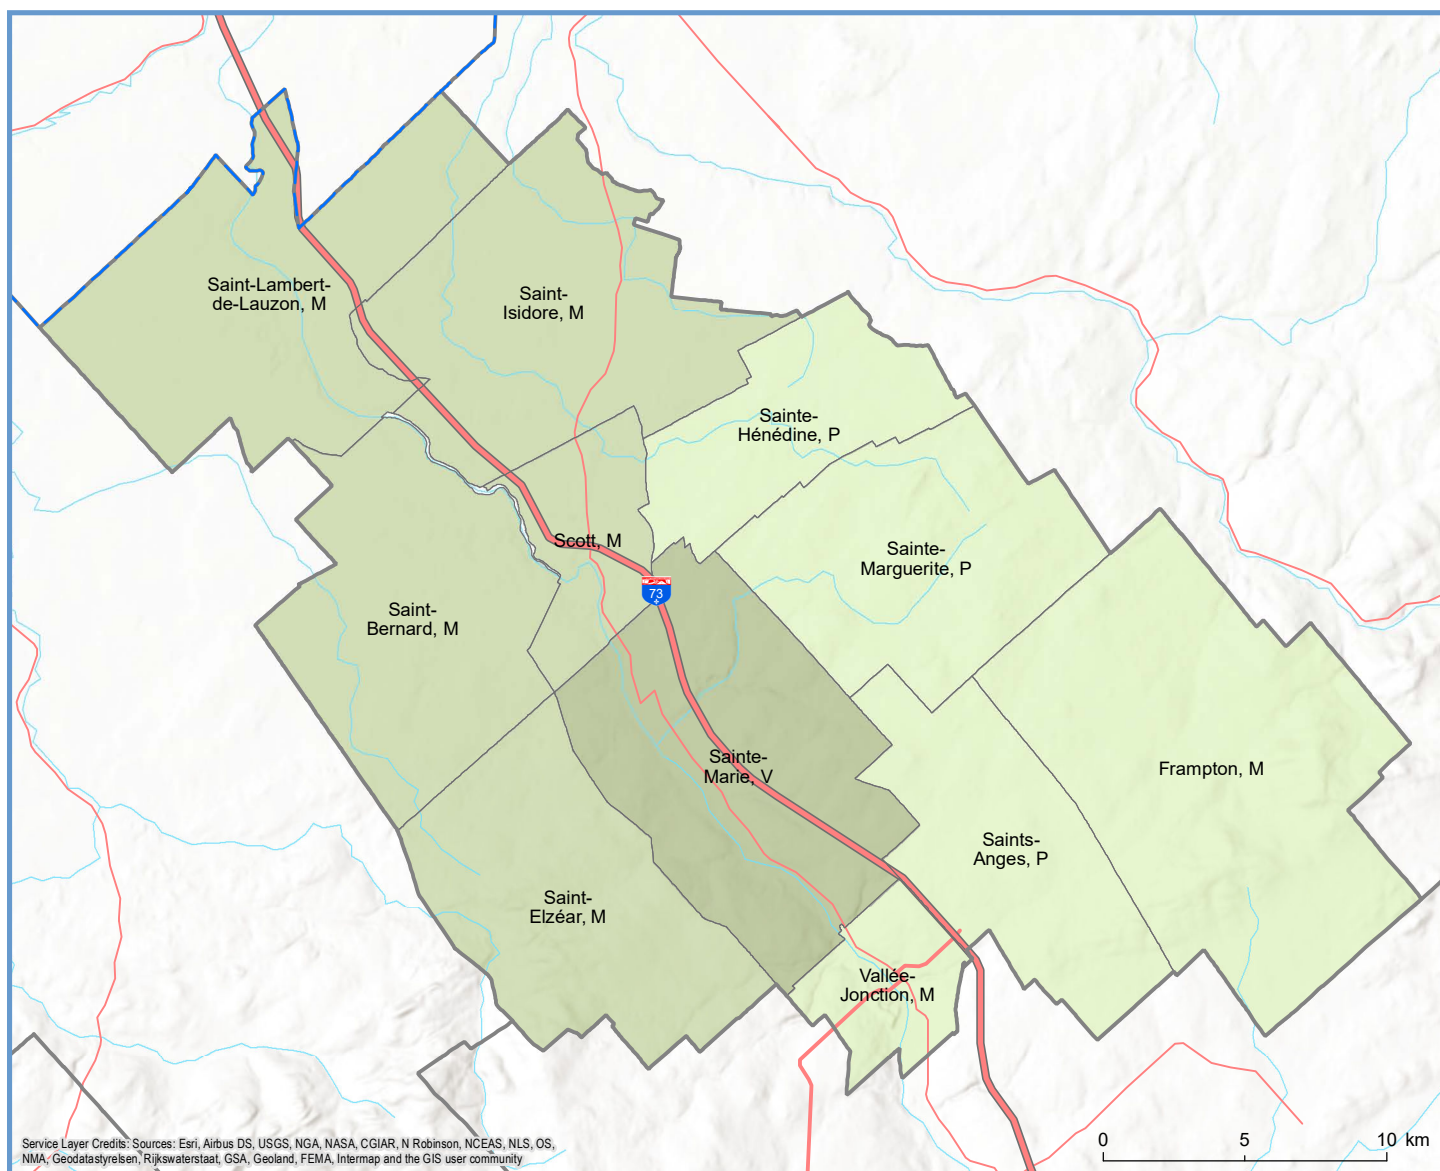 Saint-Lambert-
de-Lauzon, M
Saint-
Isidore, M
Sainte-
Hénédine, P
Scott, M
Sainte-
Marguerite, P
73
Saint-
Bernard, M
Sainte-
Marie, V
Frampton, M
Saints-
Anges, P
Saint-
Elzéar, M
Vallée-
Jonction, M
0 5 10 km
Service Layer Credits: Sources: Esri, Airbus DS, USGS, NGA, NASA, CGIAR, N Robinson, NCEAS, NLS, OS,
NMA, Geodatastyrelsen, Rijkswaterstaat, GSA, Geoland, FEMA, Intermap and the GIS user community